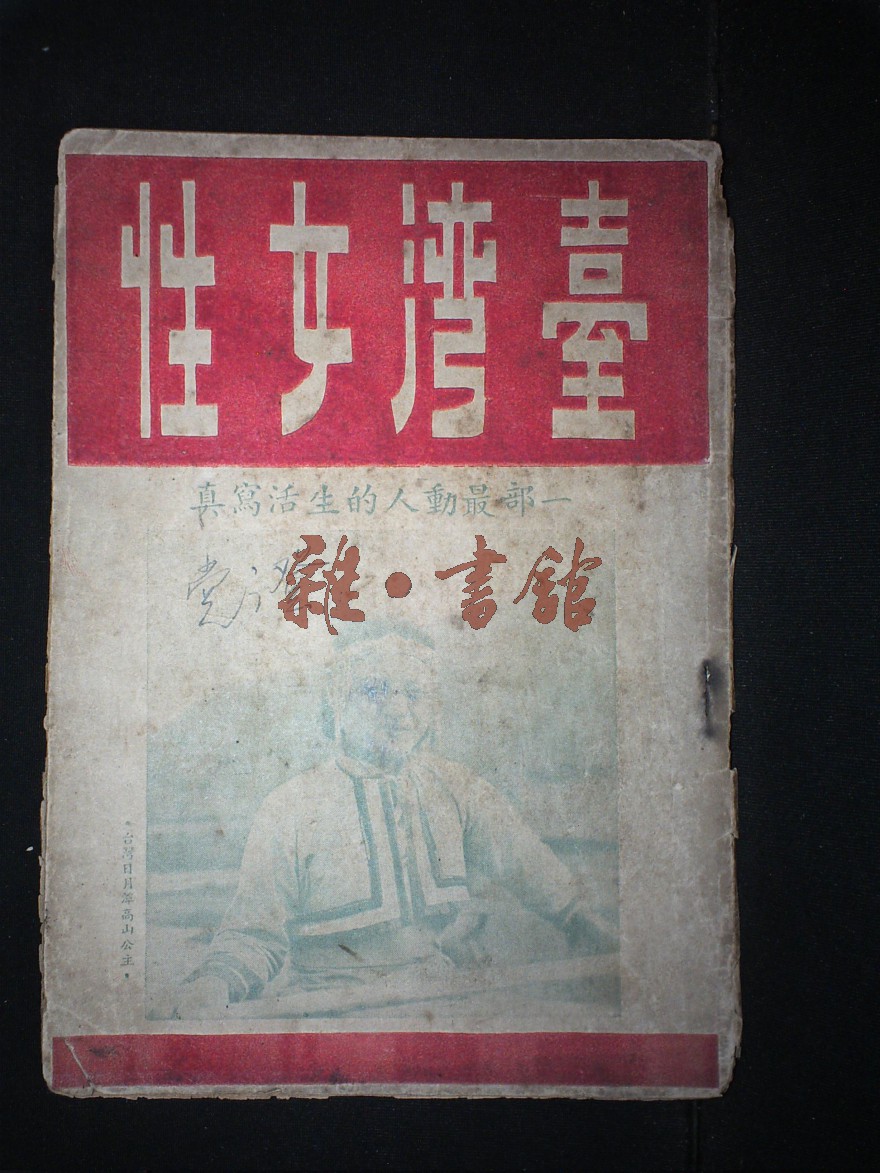 臺灣女性
一部最動人的生活寫真
雜•書館
台灣日月潭高山公主